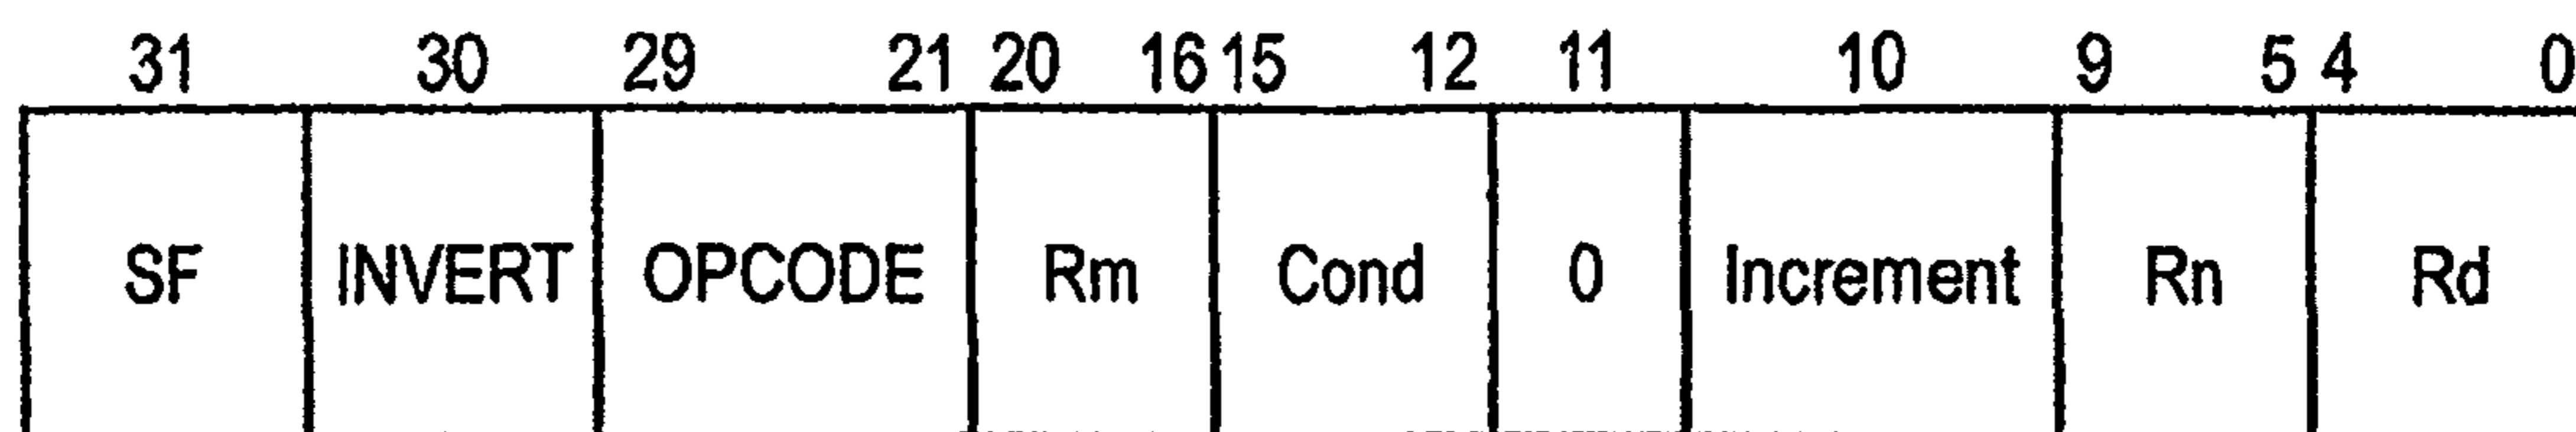 31 30 29 21 20 16 15 12 11 10 9 5 4 0
SF INVERT OPCODE Rm Cond 0 Increment Rn Rd